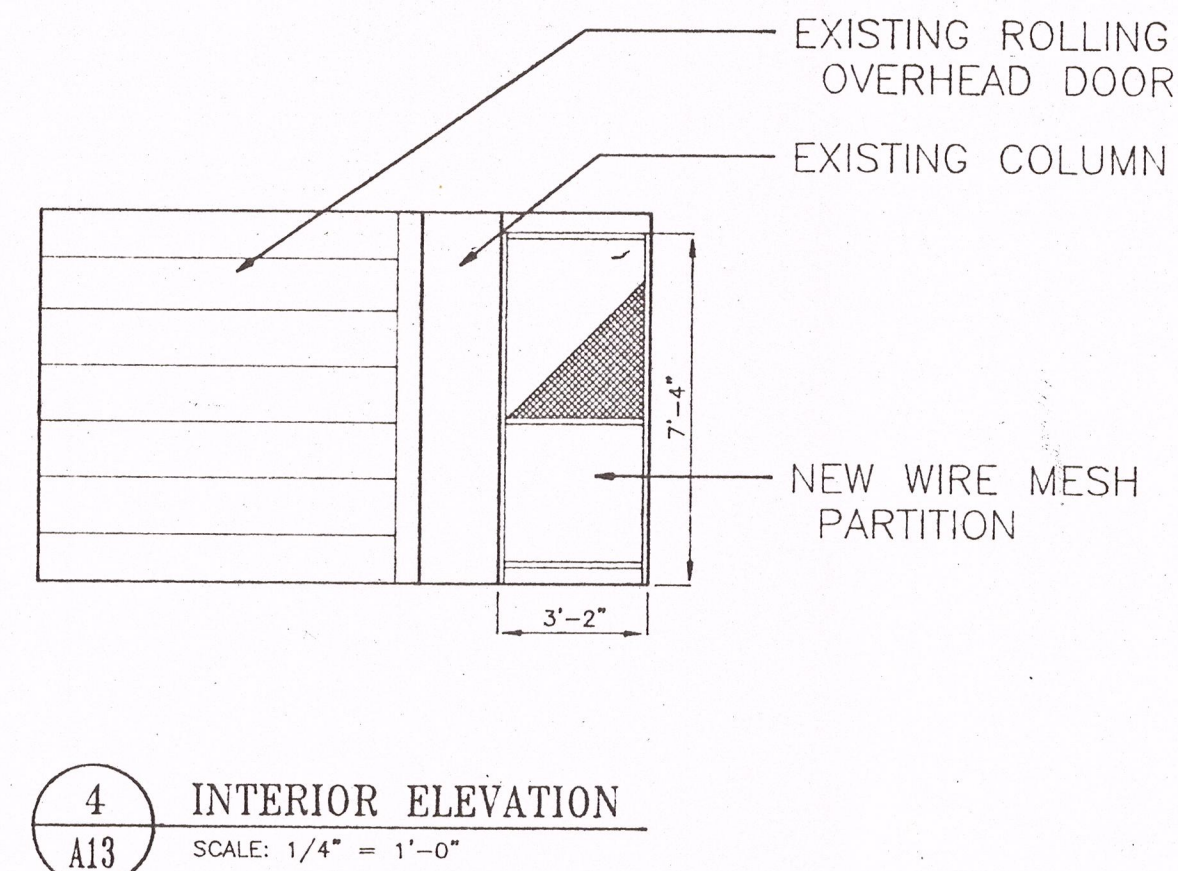 EXISTING ROLLING
OVERHEAD DOOR
EXISTING COLUMN
7'-4"
NEW WIRE MESH
PARTITION
3'-2"
4
A13
INTERIOR ELEVATION
SCALE: 1/4" = 1'-0"